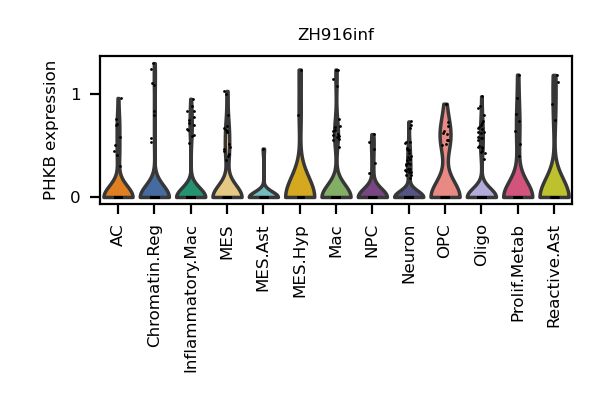 ZH916inf
PHKB expression
1
0
AC
Chromatin.Reg
Inflammatory.Mac
MES
MES.Ast
MES.Hyp
Mac
NPC
Neuron
OPC
Oligo
Prolif.Metab
Reactive.Ast